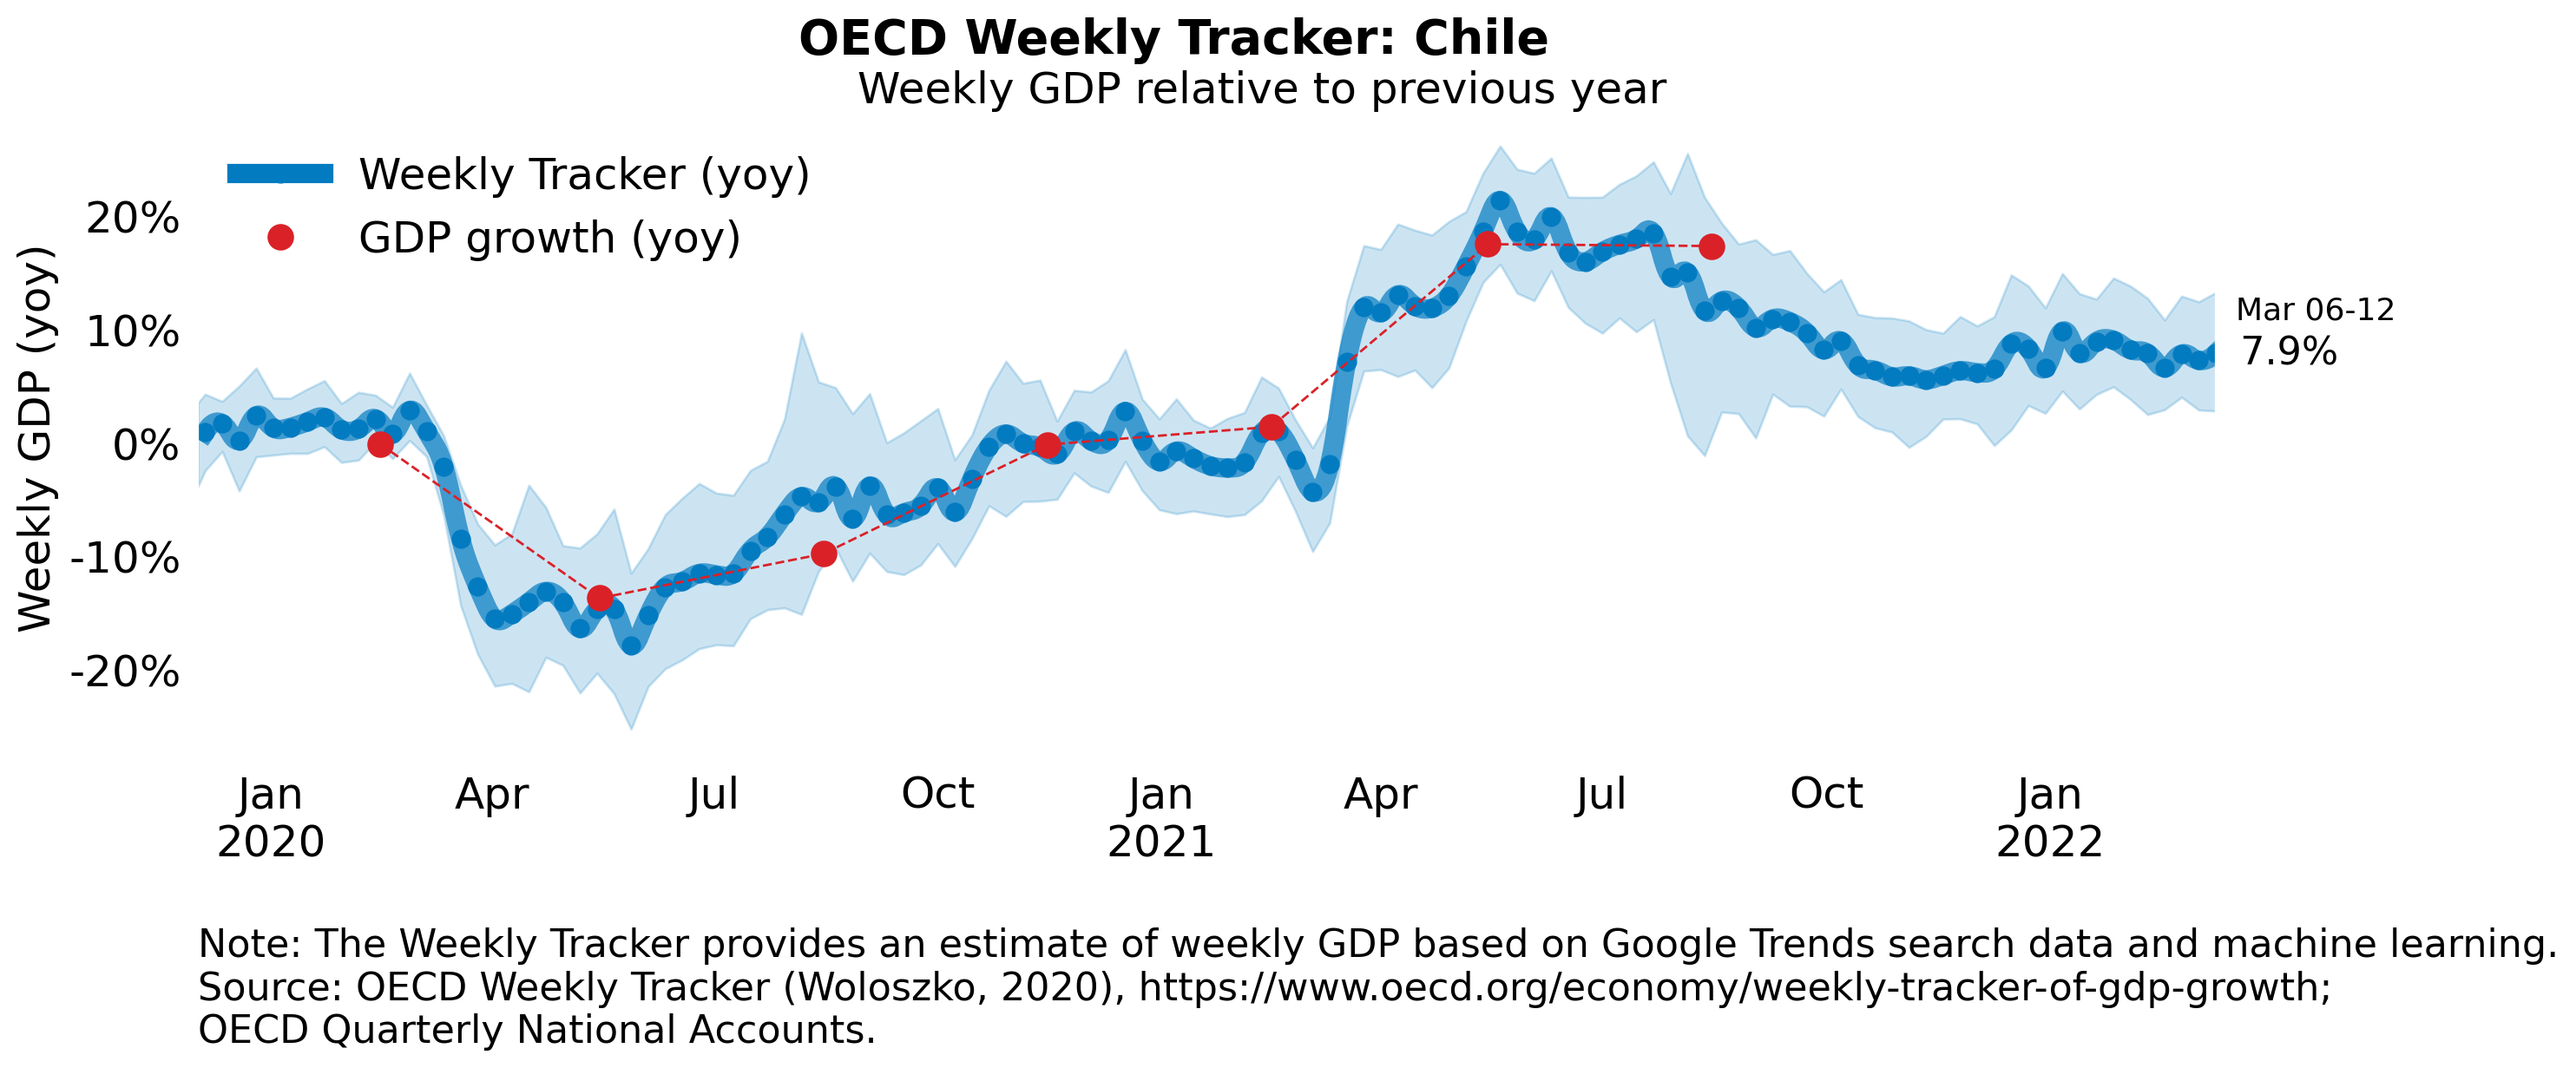 OECD Weekly Tracker: Chile
Weekly GDP relative to previous year
Weekly Tracker (yoy)
GDP growth (yoy)
Weekly GDP (yoy)
20%
10%
0%
-10%
-20%
Mar 06-12
7.9%
Jan Apr Jul Oct Jan Apr Jul Oct Jan
2020 2021 2022
Note: The Weekly Tracker provides an estimate of weekly GDP based on Google Trends search data and machine learning.
Source: OECD Weekly Tracker (Woloszko, 2020), https://www.oecd.org/economy/weekly-tracker-of-gdp-growth;
OECD Quarterly National Accounts.